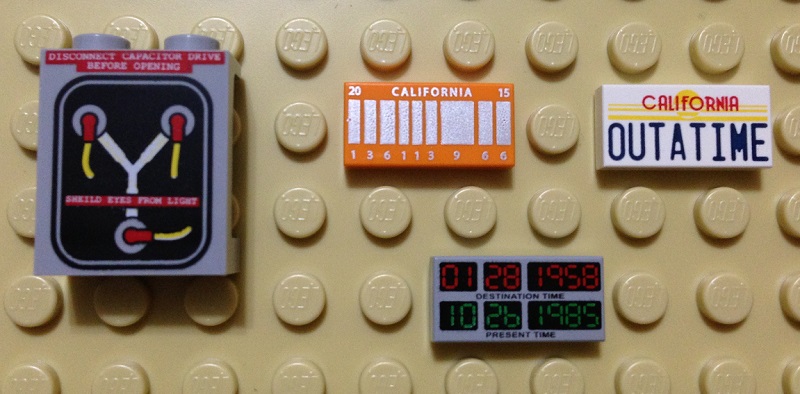 DISCONNECT CAPACITOR DRIVE
BEFORE OPENING
SHEILD EYES FROM LIGHT
20 CALIFORNIA 15
1 3 6 1 1 3 9 6 6
CALIFORNIA
OUTATIME
01 28 1958
DESTINATION TIME
10 26 1985
PRESENT TIME